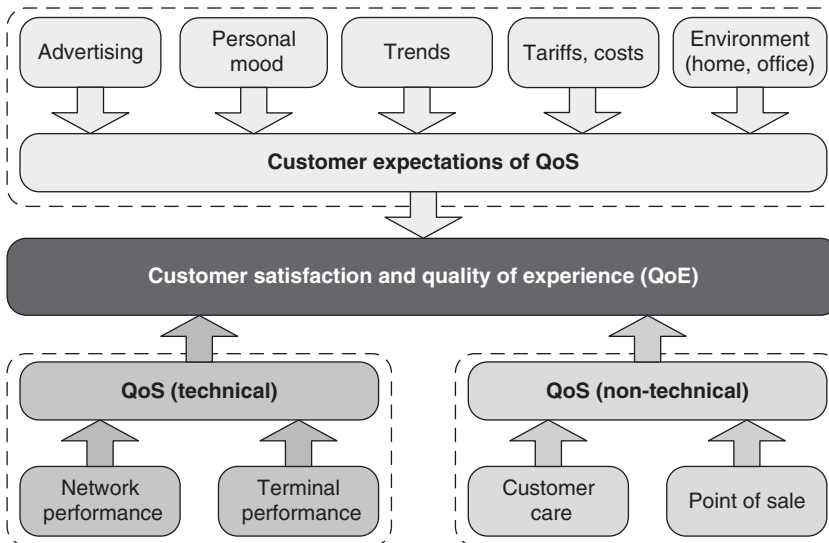 Advertising
Personal
mood
Trends
Tariffs, costs
Environment
(home, office)
Customer expectations of QoS
Customer satisfaction and quality of experience (QoE)
QoS (technical)
QoS (non-technical)
Network
performance
Terminal
performance
Customer
care
Point of sale